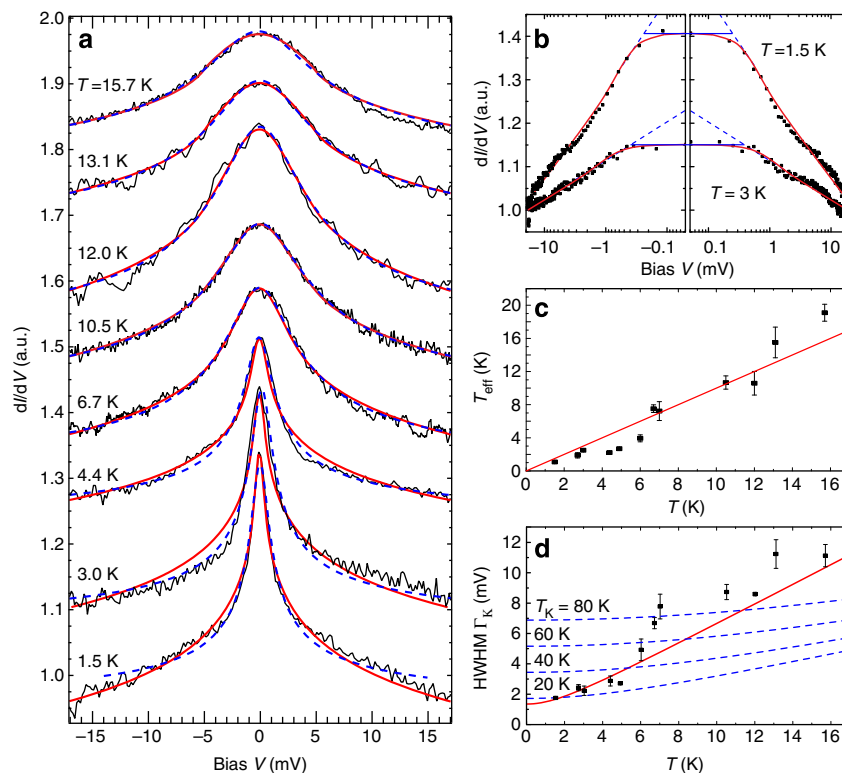 a
2.0
1.9
1.8
1.7
1.6
1.5
1.4
1.3
1.2
1.1
1.0
dI/dV (a.u.)
T = 15.7 K
13.1 K
12.0 K
10.5 K
6.7 K
4.4 K
3.0 K
1.5 K
−15 −10 −5 0 5 10 15
Bias V (mV)
b
1.4
1.3
1.2
1.1
1.0
dI/dV (a.u.)
T = 1.5 K
T = 3 K
−10 −1 −0.1 0.1 1 10
Bias V (mV)
c
20
16
12
8
4
0
T_eff (K)
0 2 4 6 8 10 12 14 16
T (K)
d
12
10
8
6
4
2
0
HWHM Γ_K (mV)
T_K = 80 K
60 K
40 K
20 K
0 2 4 6 8 10 12 14 16
T (K)